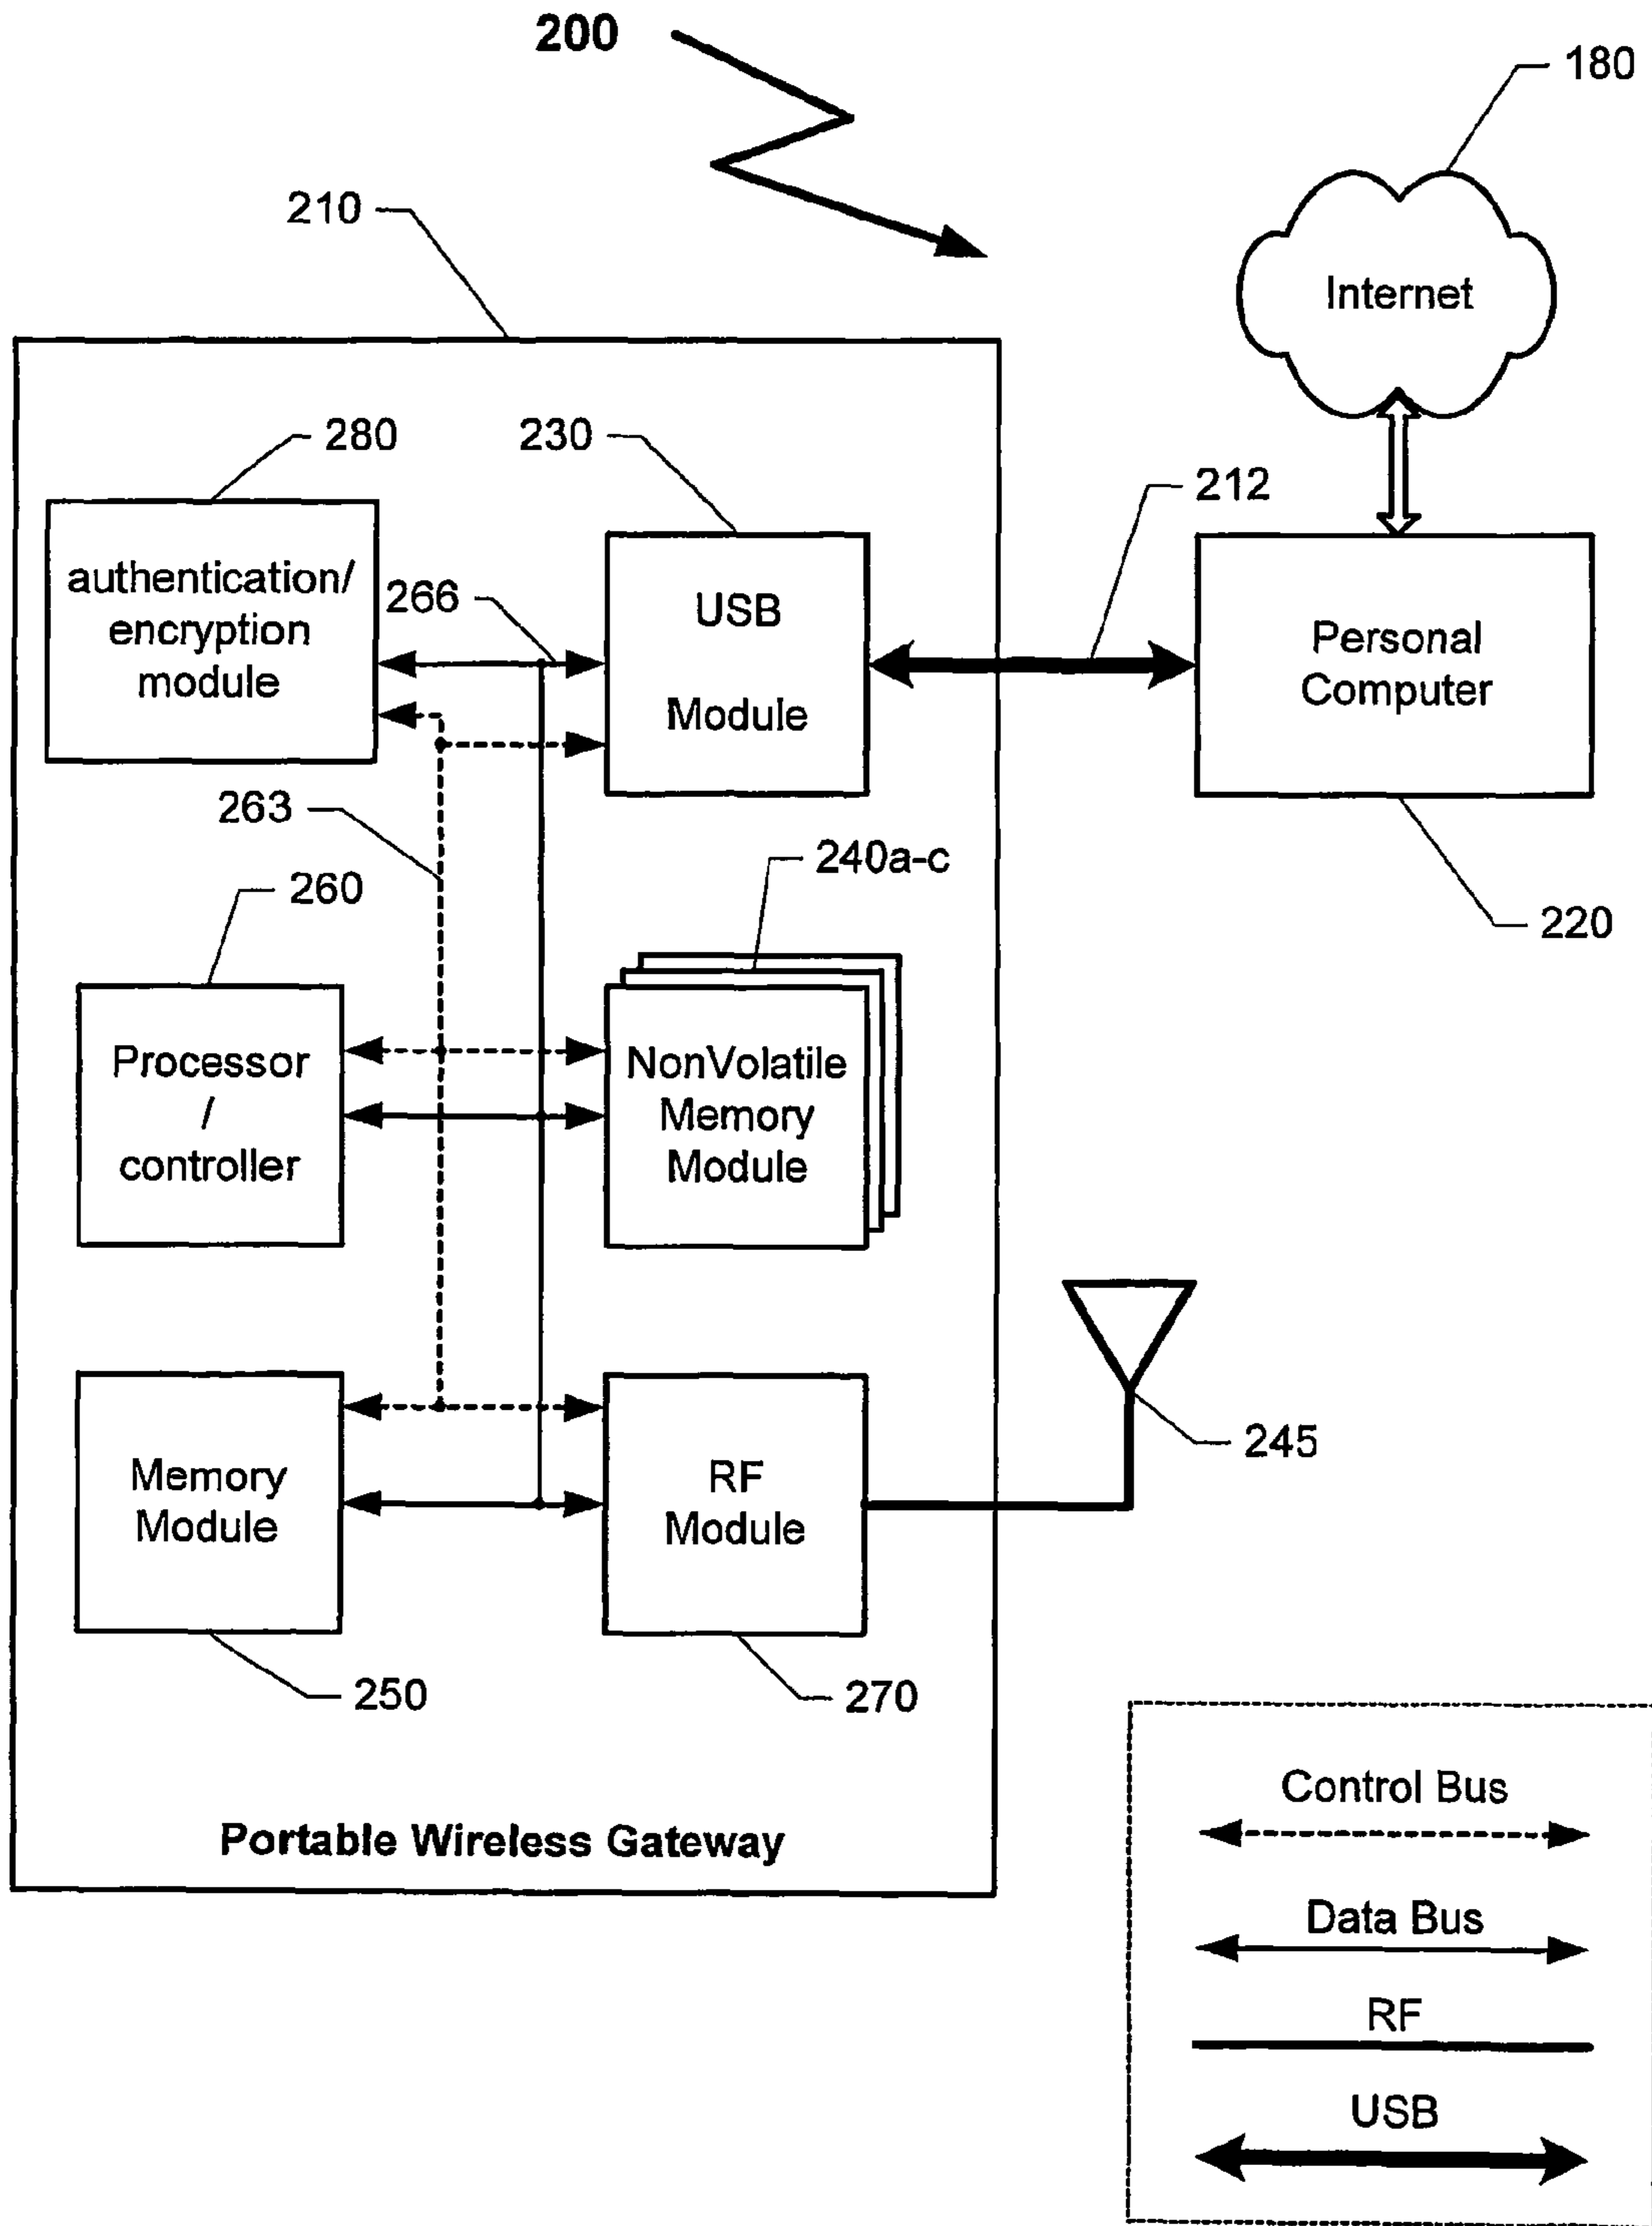 200
180
210
Internet
280
230
212
authentication/
encryption
module
266
USB
Module
Personal
Computer
263
240a-c
260
220
Processor
/
controller
NonVolatile
Memory
Module
245
Memory
Module
RF
Module
250
270
Portable Wireless Gateway
Control Bus
Data Bus
RF
USB